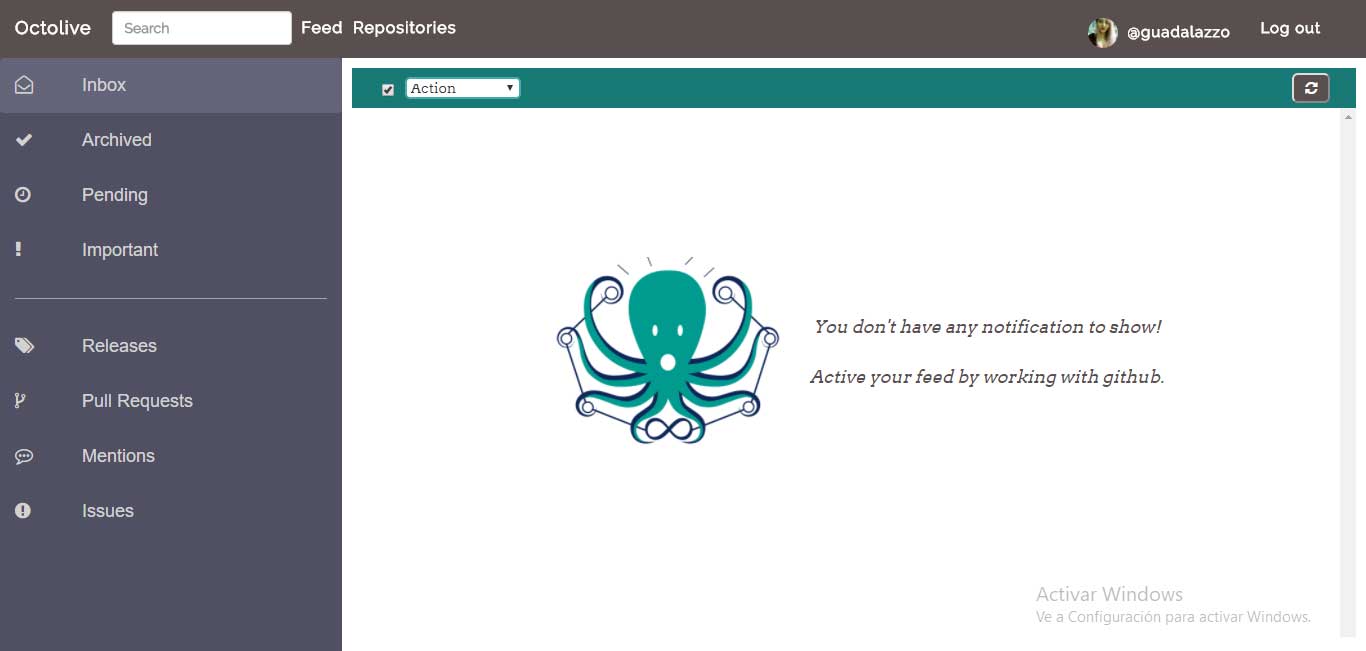 Octolive
Search
Feed
Repositories
@guadalazzo
Log out
Inbox
Archived
Pending
Important
Releases
Pull Requests
Mentions
Issues
Action
You don't have any notification to show!
Active your feed by working with github.
Activar Windows
Ve a Configuración para activar Windows.